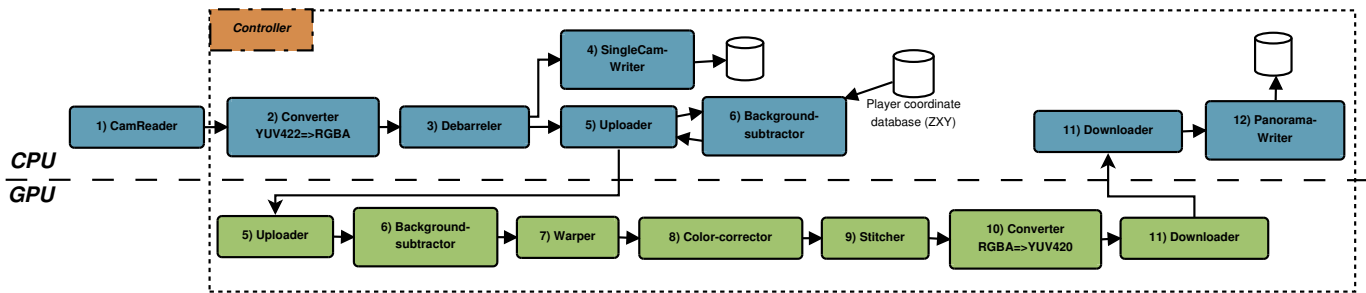 Controller
4) SingleCam-
Writer
1) CamReader
2) Converter
YUV422=>RGBA
3) Debarreler
5) Uploader
6) Background-
subtractor
Player coordinate
database (ZXY)
11) Downloader
12) Panorama-
Writer
CPU
GPU
5) Uploader
6) Background-
subtractor
7) Warper
8) Color-corrector
9) Stitcher
10) Converter
RGBA=>YUV420
11) Downloader